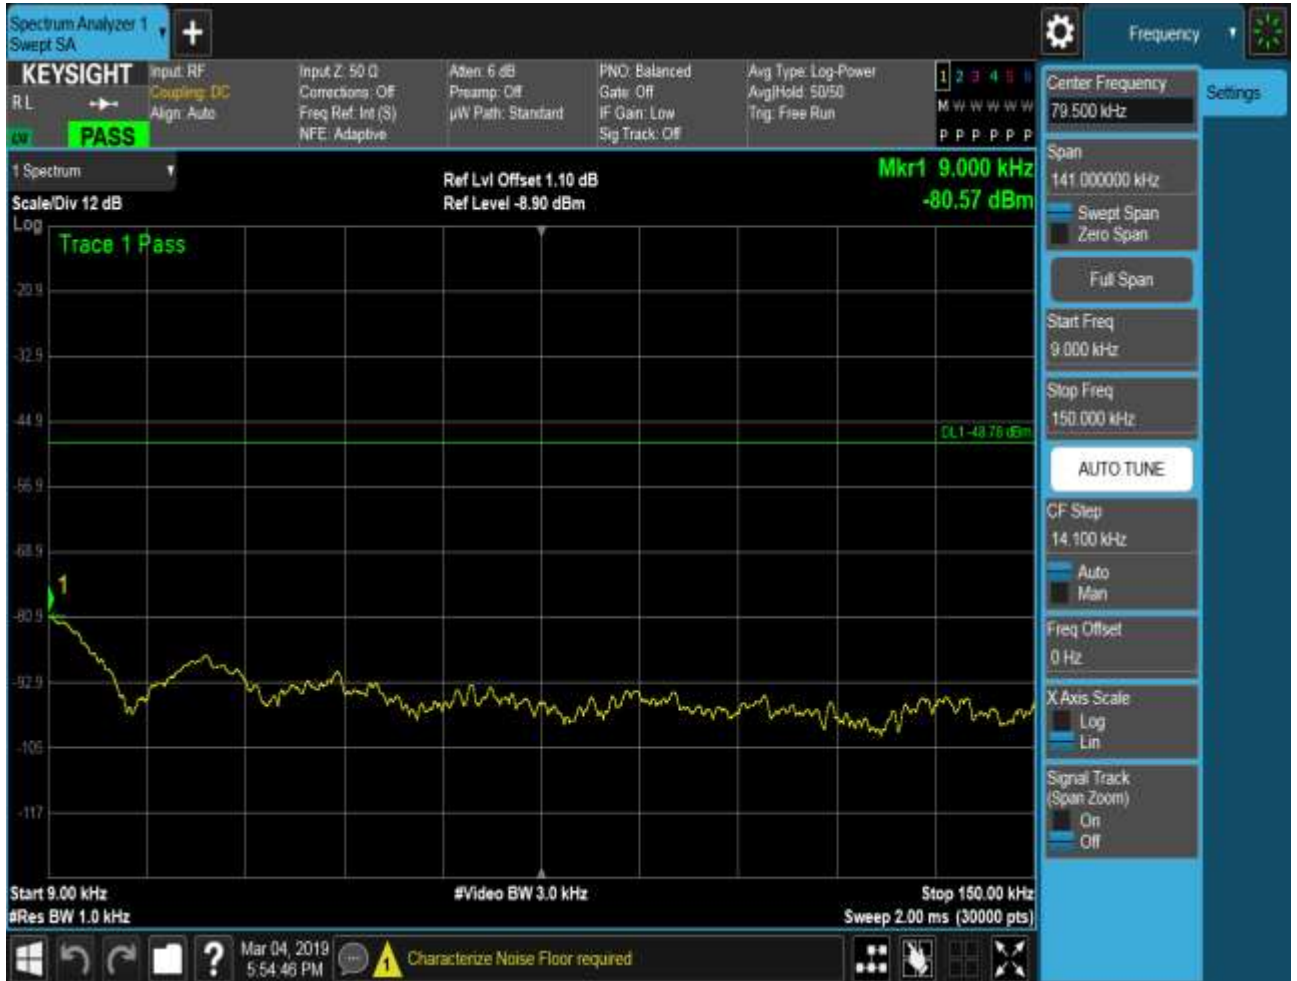 Spectrum Analyzer 1
Swept SA
Frequency
KEYSIGHT
R L
PASS
Input: RF
Coupling: DC
Align: Auto
Input Z: 50 Ω
Corrections: Off
Freq Ref: Int (S)
NFE: Adaptive
Atten: 6 dB
Preamp: Off
µW Path: Standard
PNO: Balanced
Gate: Off
IF Gain: Low
Sig Track: Off
Avg Type: Log-Power
Avg|Hold: 50/50
Trig: Free Run
1 2 3 4 5 6
M W W W W W
P P P P P P
1 Spectrum
Scale/Div 12 dB
Log
Ref Lvl Offset 1.10 dB
Ref Level -8.90 dBm
Mkr1 9.000 kHz
-80.57 dBm
Trace 1 Pass
-20.9
-32.9
-44.9
DL1 -48.78 dBm
-56.9
-68.9
1
-80.9
-92.9
-105
-117
Start 9.00 kHz
#Video BW 3.0 kHz
Stop 150.00 kHz
#Res BW 1.0 kHz
Sweep 2.00 ms (30000 pts)
Center Frequency
79.500 kHz
Settings
Span
141.000000 kHz
Swept Span
Zero Span
Full Span
Start Freq
9.000 kHz
Stop Freq
150.000 kHz
AUTO TUNE
CF Step
14.100 kHz
Auto
Man
Freq Offset
0 Hz
X Axis Scale
Log
Lin
Signal Track
(Span Zoom)
On
Off
?
Mar 04, 2019
5:54:46 PM
1
Characterize Noise Floor required